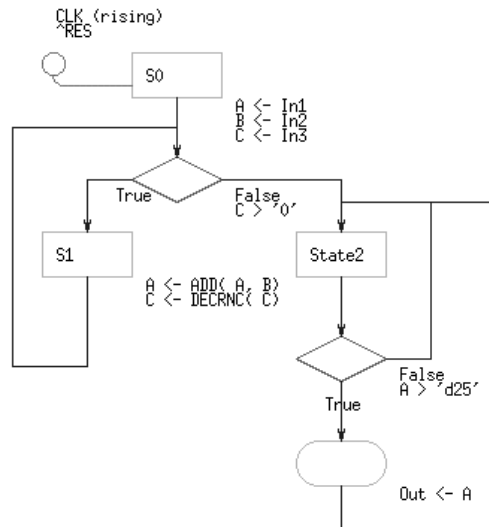 CLK (rising)
^RES
S0
A <- In1
B <- In2
C <- In3
True
False
C > '0'
S1
State2
A <- ADD( A, B)
C <- DECRNC( C)
False
A > 'd25'
True
Out <- A